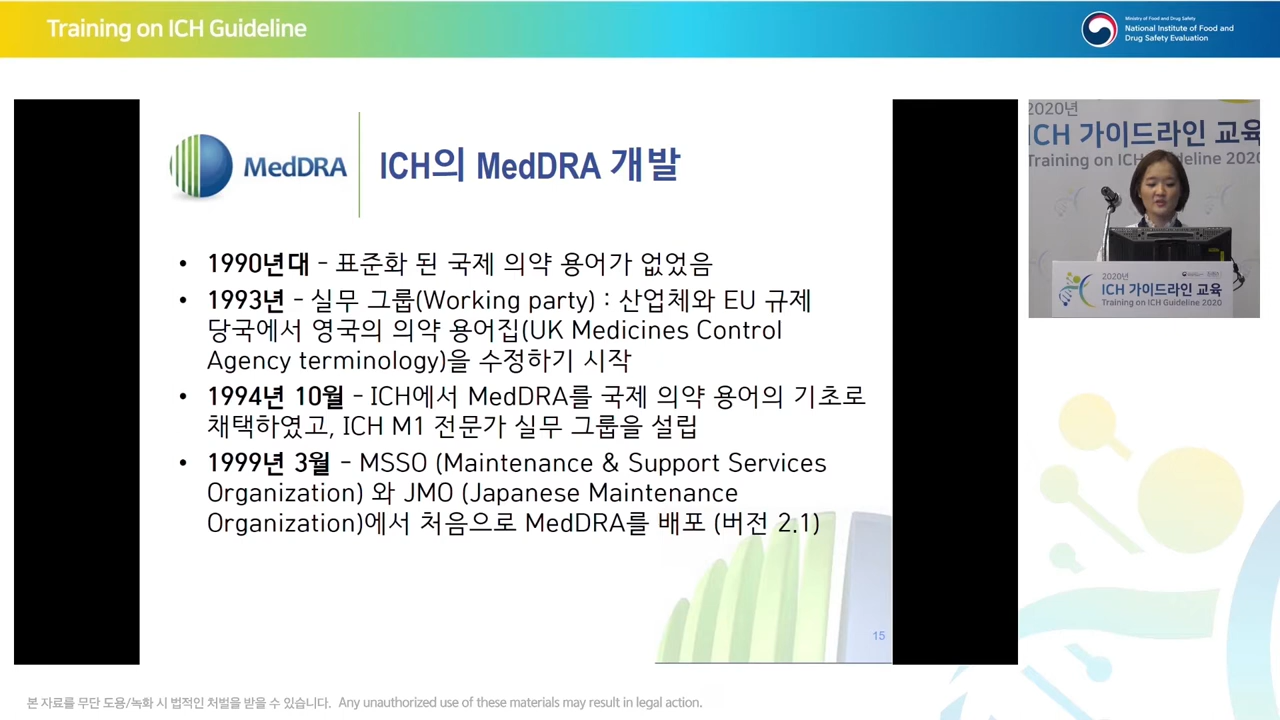 Training on ICH Guideline
Ministry of Food and Drug Safety
National Institute of Food and
Drug Safety Evaluation
MedDRA
ICH의 MedDRA 개발
• 1990년대 - 표준화 된 국제 의약 용어가 없었음
• 1993년 - 실무 그룹(Working party) : 산업체와 EU 규제
당국에서 영국의 의약 용어집(UK Medicines Control
Agency terminology)을 수정하기 시작
• 1994년 10월 - ICH에서 MedDRA를 국제 의약 용어의 기초로
채택하였고, ICH M1 전문가 실무 그룹을 설립
• 1999년 3월 - MSSO (Maintenance & Support Services
Organization) 와 JMO (Japanese Maintenance
Organization)에서 처음으로 MedDRA를 배포 (버전 2.1)
15
2020년
ICH 가이드라인 교육
Training on ICH Guideline 2020
2020년
ICH 가이드라인 교육
Training on ICH Guideline 2020
본 자료를 무단 도용/녹화 시 법적인 처벌을 받을 수 있습니다. Any unauthorized use of these materials may result in legal action.